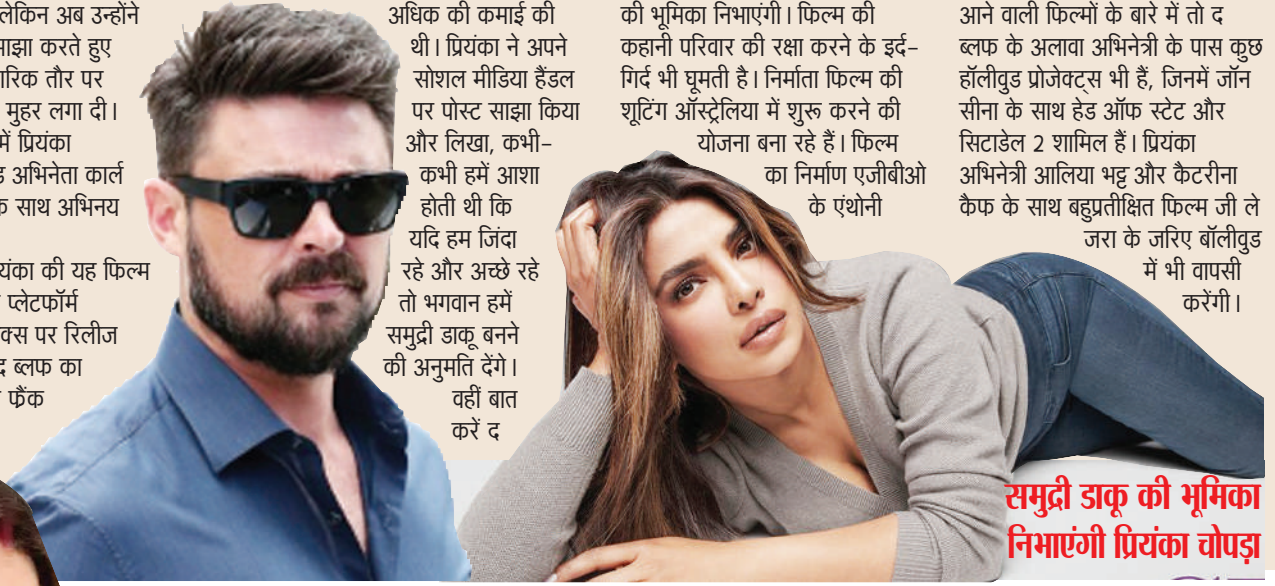 लेकिन अब उन्होंने
साझा करते हुए
तौर पर
मुहर लगा दी।
में प्रियंका
अभिनेता कार्ल
साथ अभिनय
की यह फिल्म
प्लेटफॉर्म
पर रिलीज
ब्लफ का
फ्रैंक
अधिक की कमाई की
थी। प्रियंका ने अपने
सोशल मीडिया हैंडल
पर पोस्ट साझा किया
और लिखा, कभी-
कभी हमें आशा
होती थी कि
यदि हम जिंदा
रहे और अच्छे रहे
तो भगवान हमें
समुद्री डाकू बनने
की अनुमति देंगे।
वहीं बात
करें द
की भूमिका निभाएंगी। फिल्म की
कहानी परिवार की रक्षा करने के इर्द-
गिर्द भी घूमती है। निर्माता फिल्म की
शूटिंग ऑस्ट्रेलिया में शुरू करने की
योजना बना रहे हैं। फिल्म
का निर्माण एजीबीओ
के एंथोनी
आने वाली फिल्मों के बारे में तो द
ब्लफ के अलावा अभिनेत्री के पास कुछ
हॉलीवुड प्रोजेक्ट्स भी हैं, जिनमें जॉन
सीना के साथ हेड ऑफ स्टेट और
सिटाडेल 2 शामिल हैं। प्रियंका
अभिनेत्री आलिया भट्ट और कैटरीना
कैफ के साथ बहुप्रतीक्षित फिल्म जी ले
जरा के जरिए बॉलीवुड
में भी वापसी
करेंगी।
समुद्री डाकू की भूमिका
निभाएंगी प्रियंका चोपड़ा